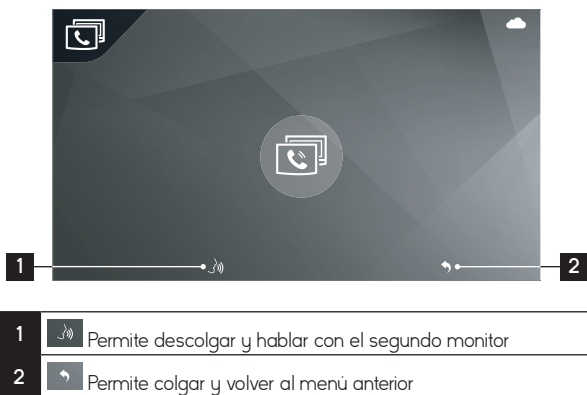 1
2
1 Permite descolgar y hablar con el segundo monitor
2 Permite colgar y volver al menú anterior